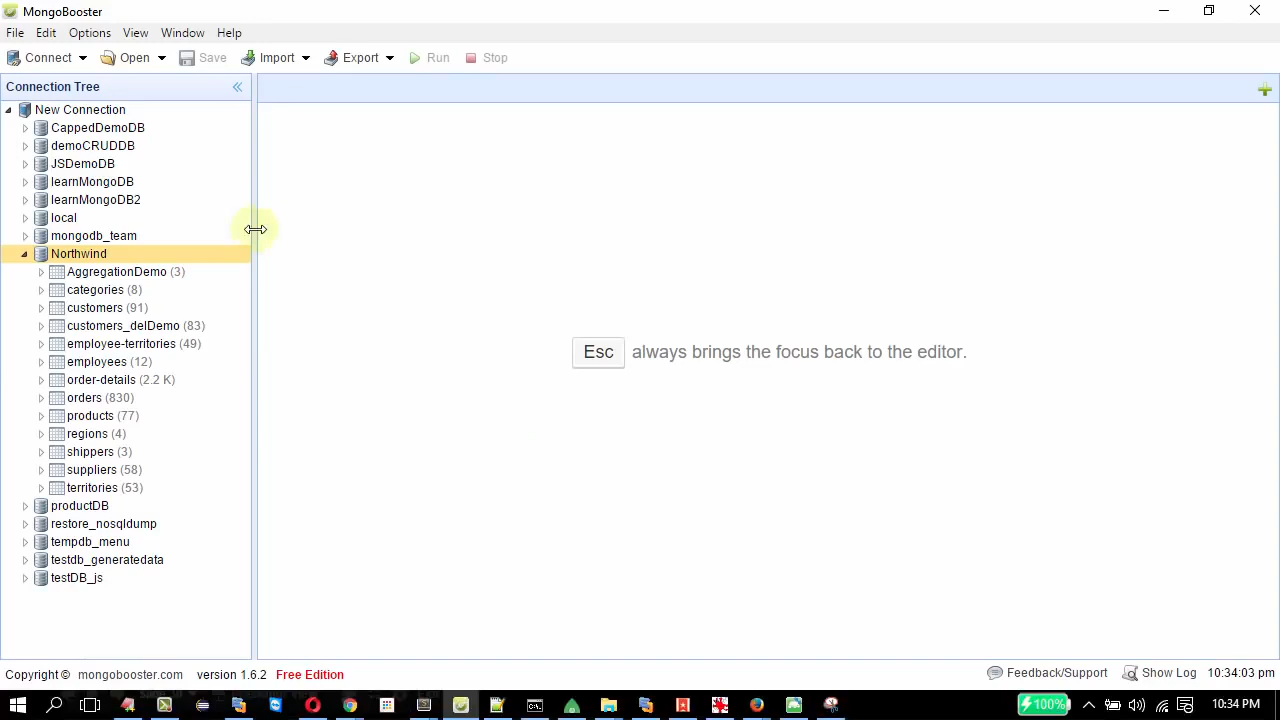 MongoBooster
File Edit Options View Window Help
Connect Open Save Import Export Run Stop
Connection Tree
New Connection
CappedDemoDB
demoCRUDDB
JSDemoDB
learnMongoDB
learnMongoDB2
local
mongodb_team
Northwind
AggregationDemo (3)
categories (8)
customers (91)
customers_delDemo (83)
employee-territories (49)
employees (12)
order-details (2.2 K)
orders (830)
products (77)
regions (4)
shippers (3)
suppliers (58)
territories (53)
productDB
restore_nosqldump
tempdb_menu
testdb_generatedata
testDB_js
Esc always brings the focus back to the editor.
Copyright © mongobooster.com version 1.6.2 Free Edition Feedback/Support Show Log 10:34:03 pm
100% 10:34 PM